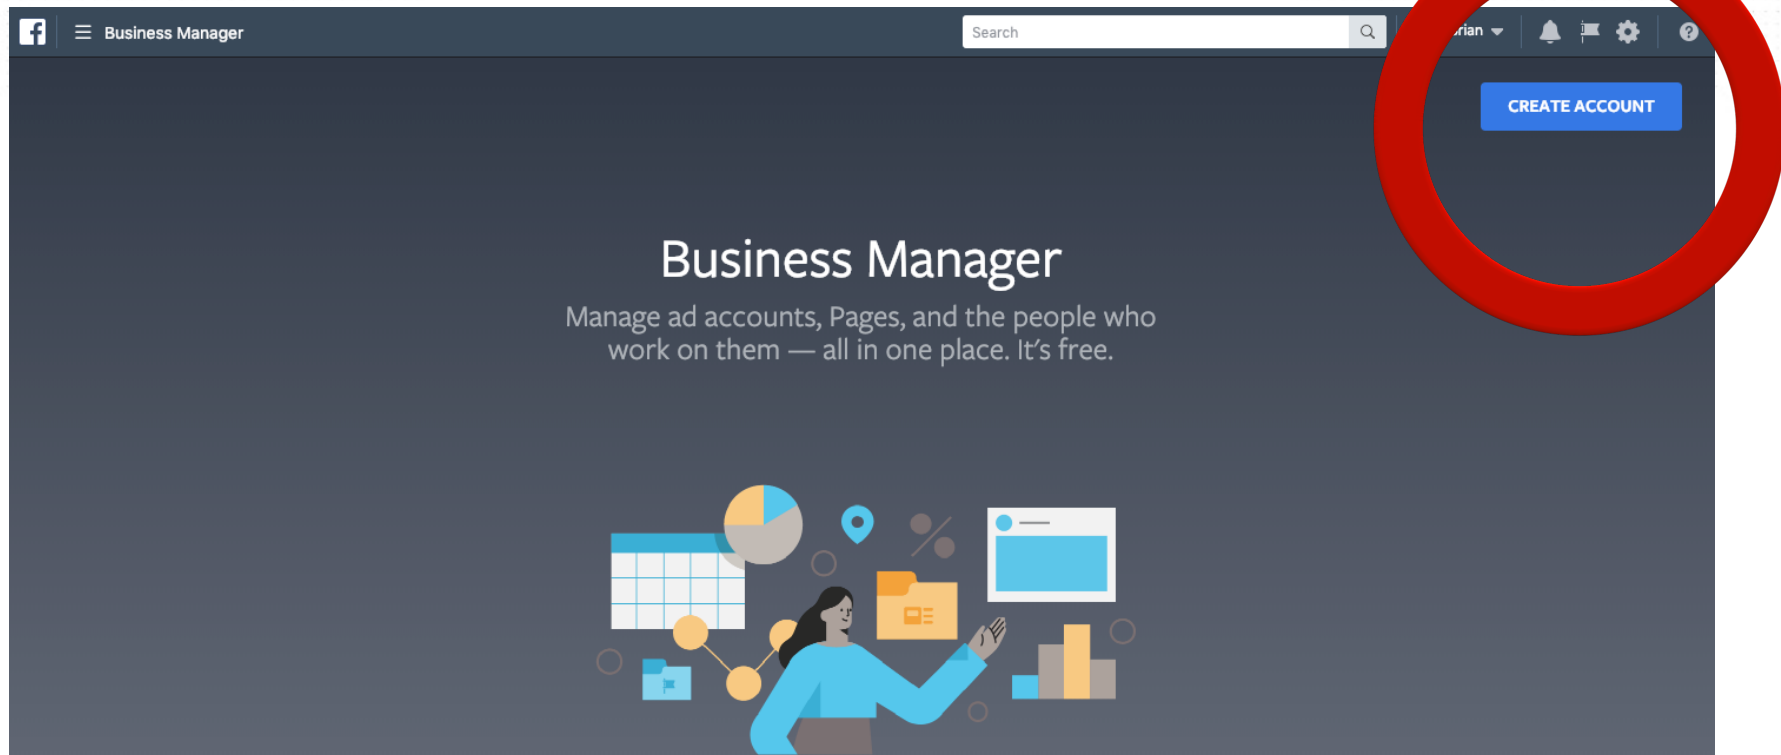 Business Manager
Search
CREATE ACCOUNT
Business Manager
Manage ad accounts, Pages, and the people who
work on them — all in one place. It's free.